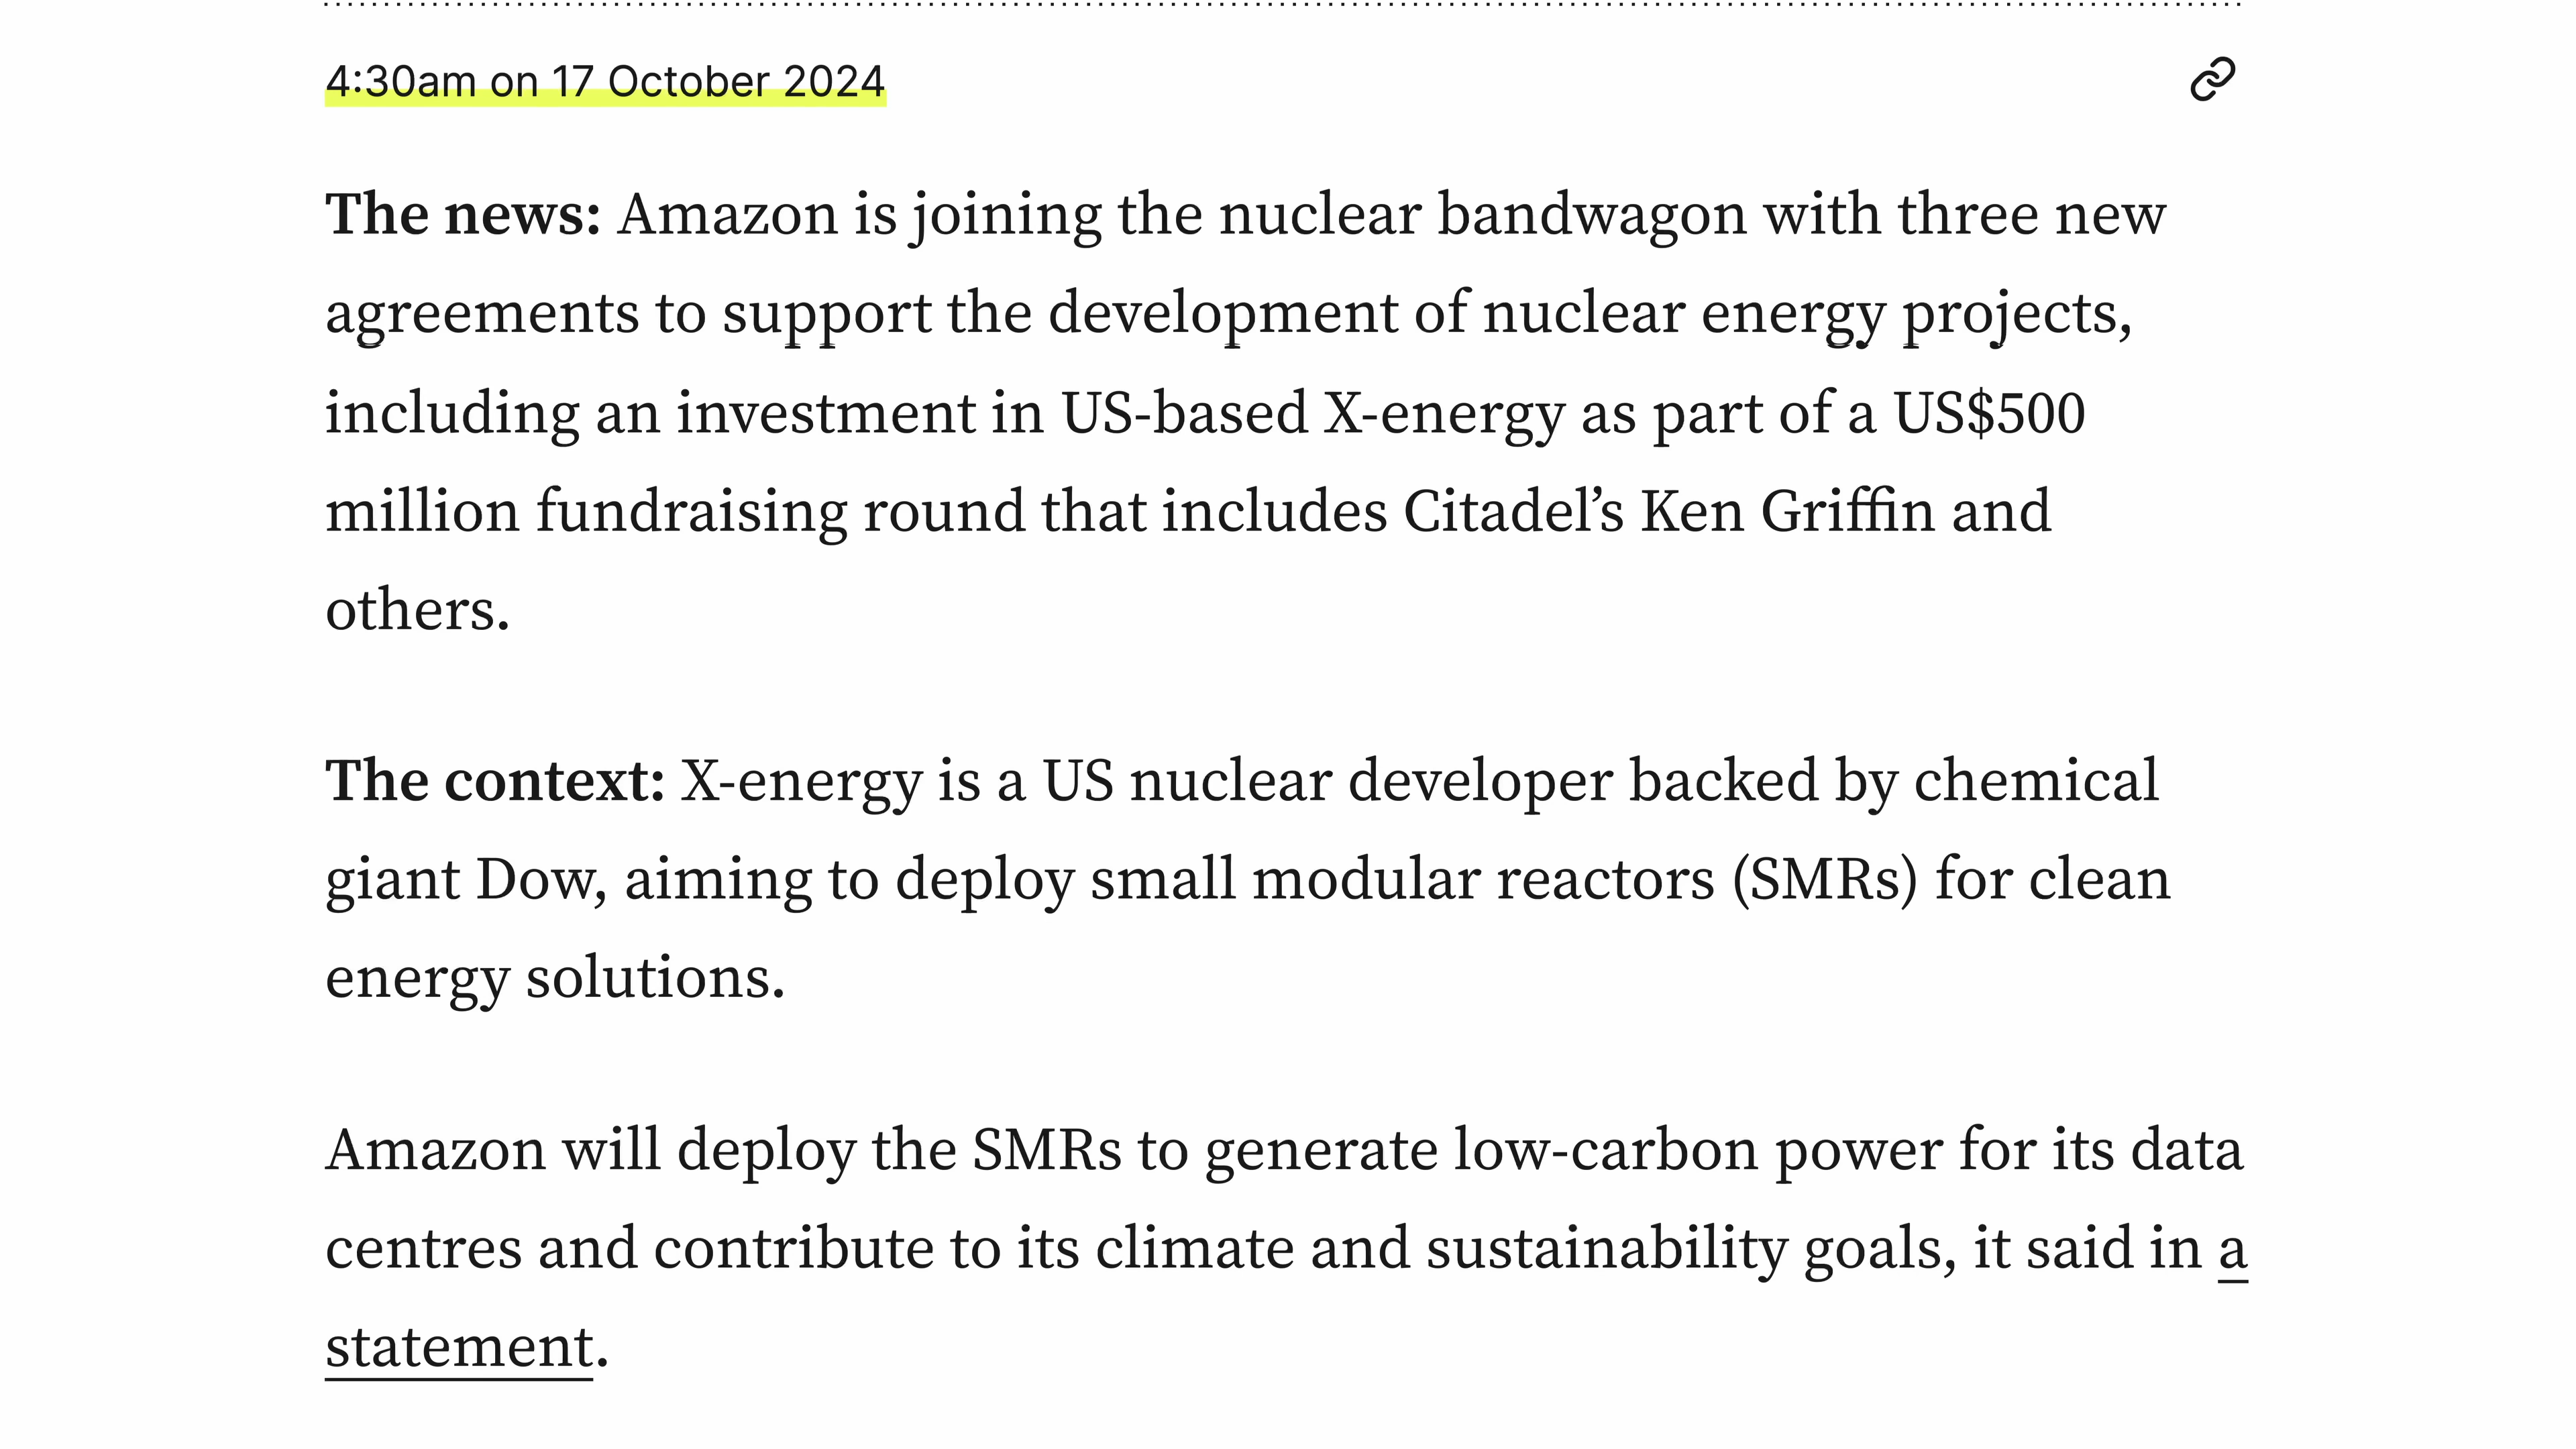 4:30am on 17 October 2024
The news: Amazon is joining the nuclear bandwagon with three new
agreements to support the development of nuclear energy projects,
including an investment in US-based X-energy as part of a US$500
million fundraising round that includes Citadel’s Ken Griffin and
others.
The context: X-energy is a US nuclear developer backed by chemical
giant Dow, aiming to deploy small modular reactors (SMRs) for clean
energy solutions.
Amazon will deploy the SMRs to generate low-carbon power for its data
centres and contribute to its climate and sustainability goals, it said in a
statement.